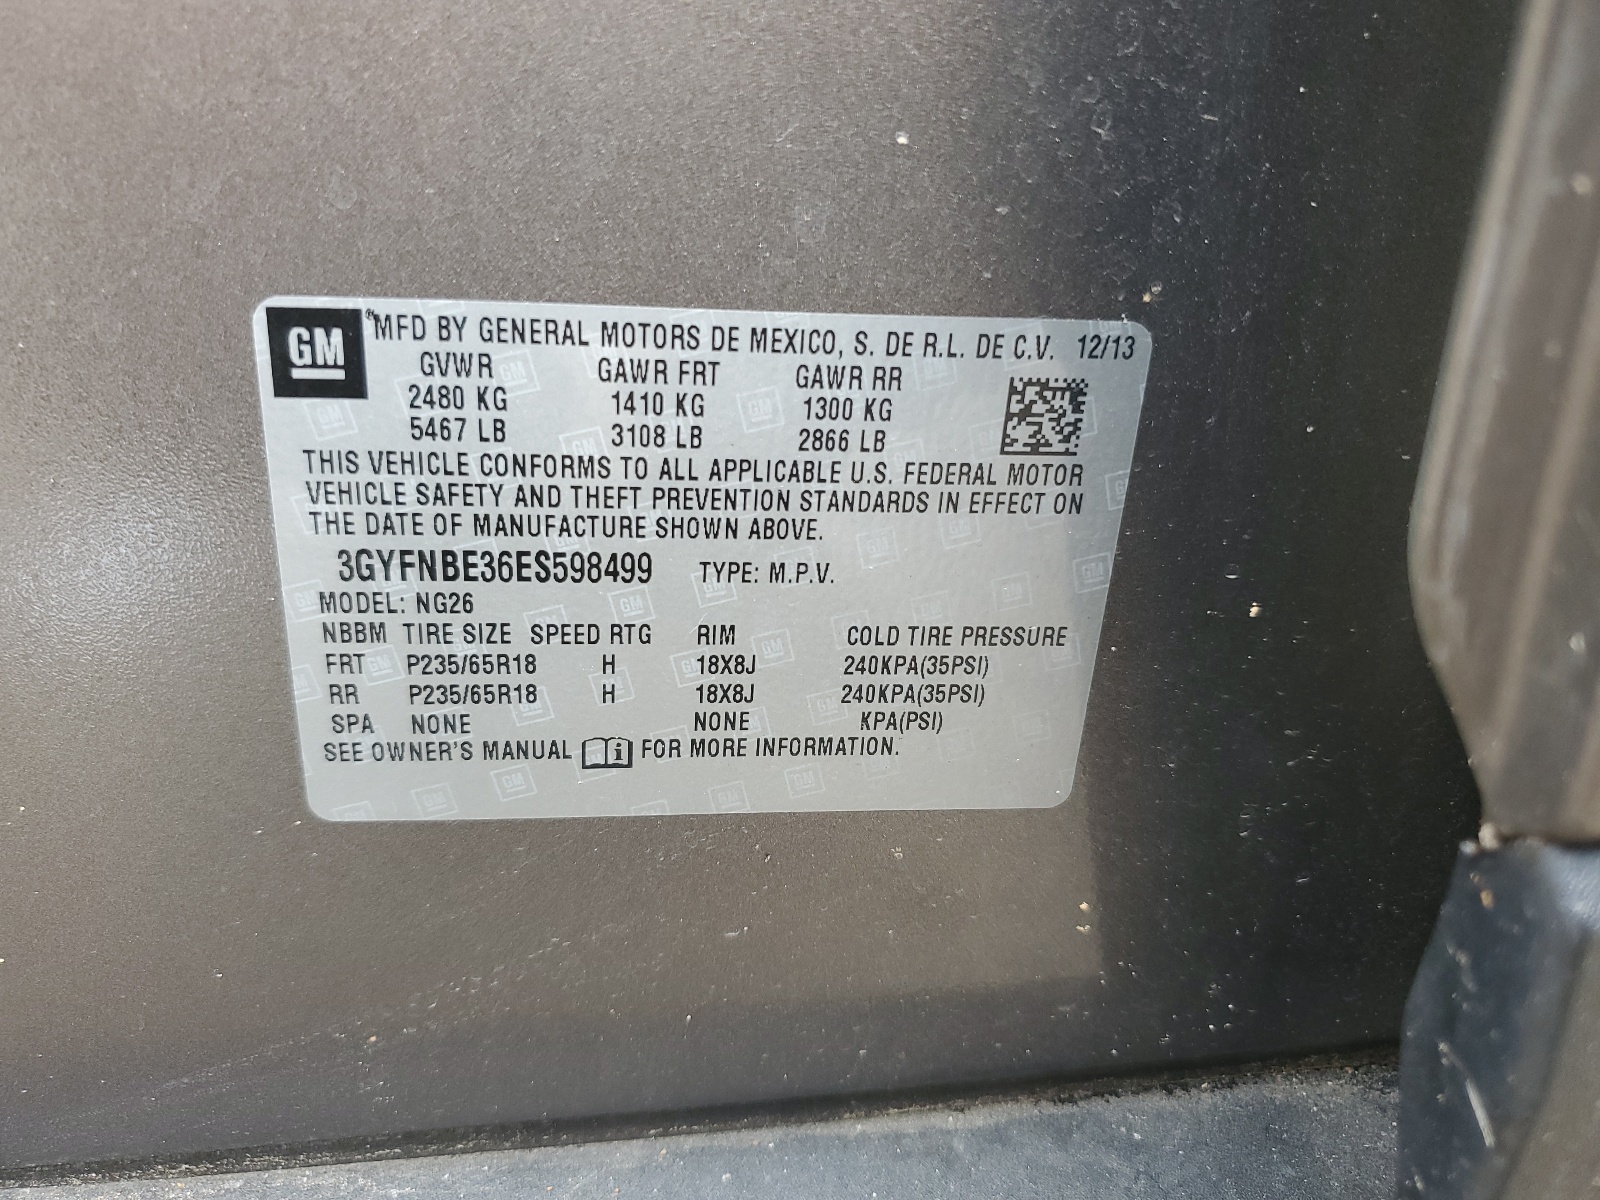 GM ® MFD BY GENERAL MOTORS DE MEXICO, S. DE R.L. DE C.V. 12/13
GVWR GAWR FRT GAWR RR
2480 KG 1410 KG 1300 KG
5467 LB 3108 LB 2866 LB
THIS VEHICLE CONFORMS TO ALL APPLICABLE U.S. FEDERAL MOTOR
VEHICLE SAFETY AND THEFT PREVENTION STANDARDS IN EFFECT ON
THE DATE OF MANUFACTURE SHOWN ABOVE.
3GYFNBE36ES598499 TYPE: M.P.V.
MODEL: NG26
NBBM TIRE SIZE SPEED RTG RIM COLD TIRE PRESSURE
FRT P235/65R18 H 18X8J 240KPA(35PSI)
RR P235/65R18 H 18X8J 240KPA(35PSI)
SPA NONE NONE KPA(PSI)
SEE OWNER'S MANUAL i FOR MORE INFORMATION.